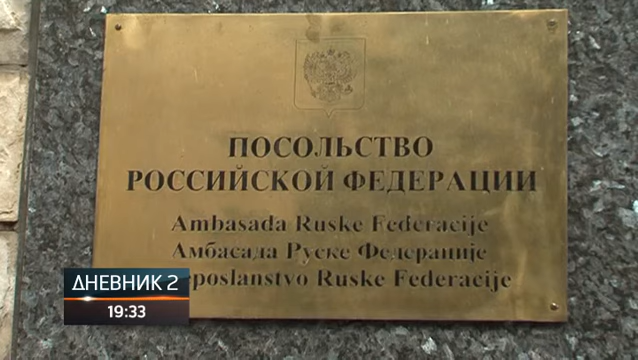 ПОСОЛЬСТВО
РОССИЙСКОЙ ФЕДЕРАЦИИ
Ambasada Ruske Federacije
Амбасада Руске Федерације
Ruske Federacije
ДНЕВНИК 2
19:33